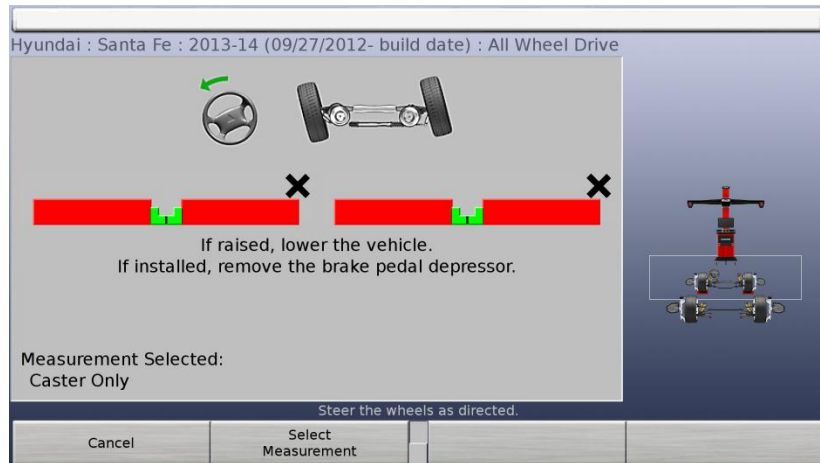 Hyundai : Santa Fe : 2013-14 (09/27/2012- build date) : All Wheel Drive
If raised, lower the vehicle.
If installed, remove the brake pedal depressor.
Measurement Selected:
Caster Only
Steer the wheels as directed.
Cancel
Select
Measurement